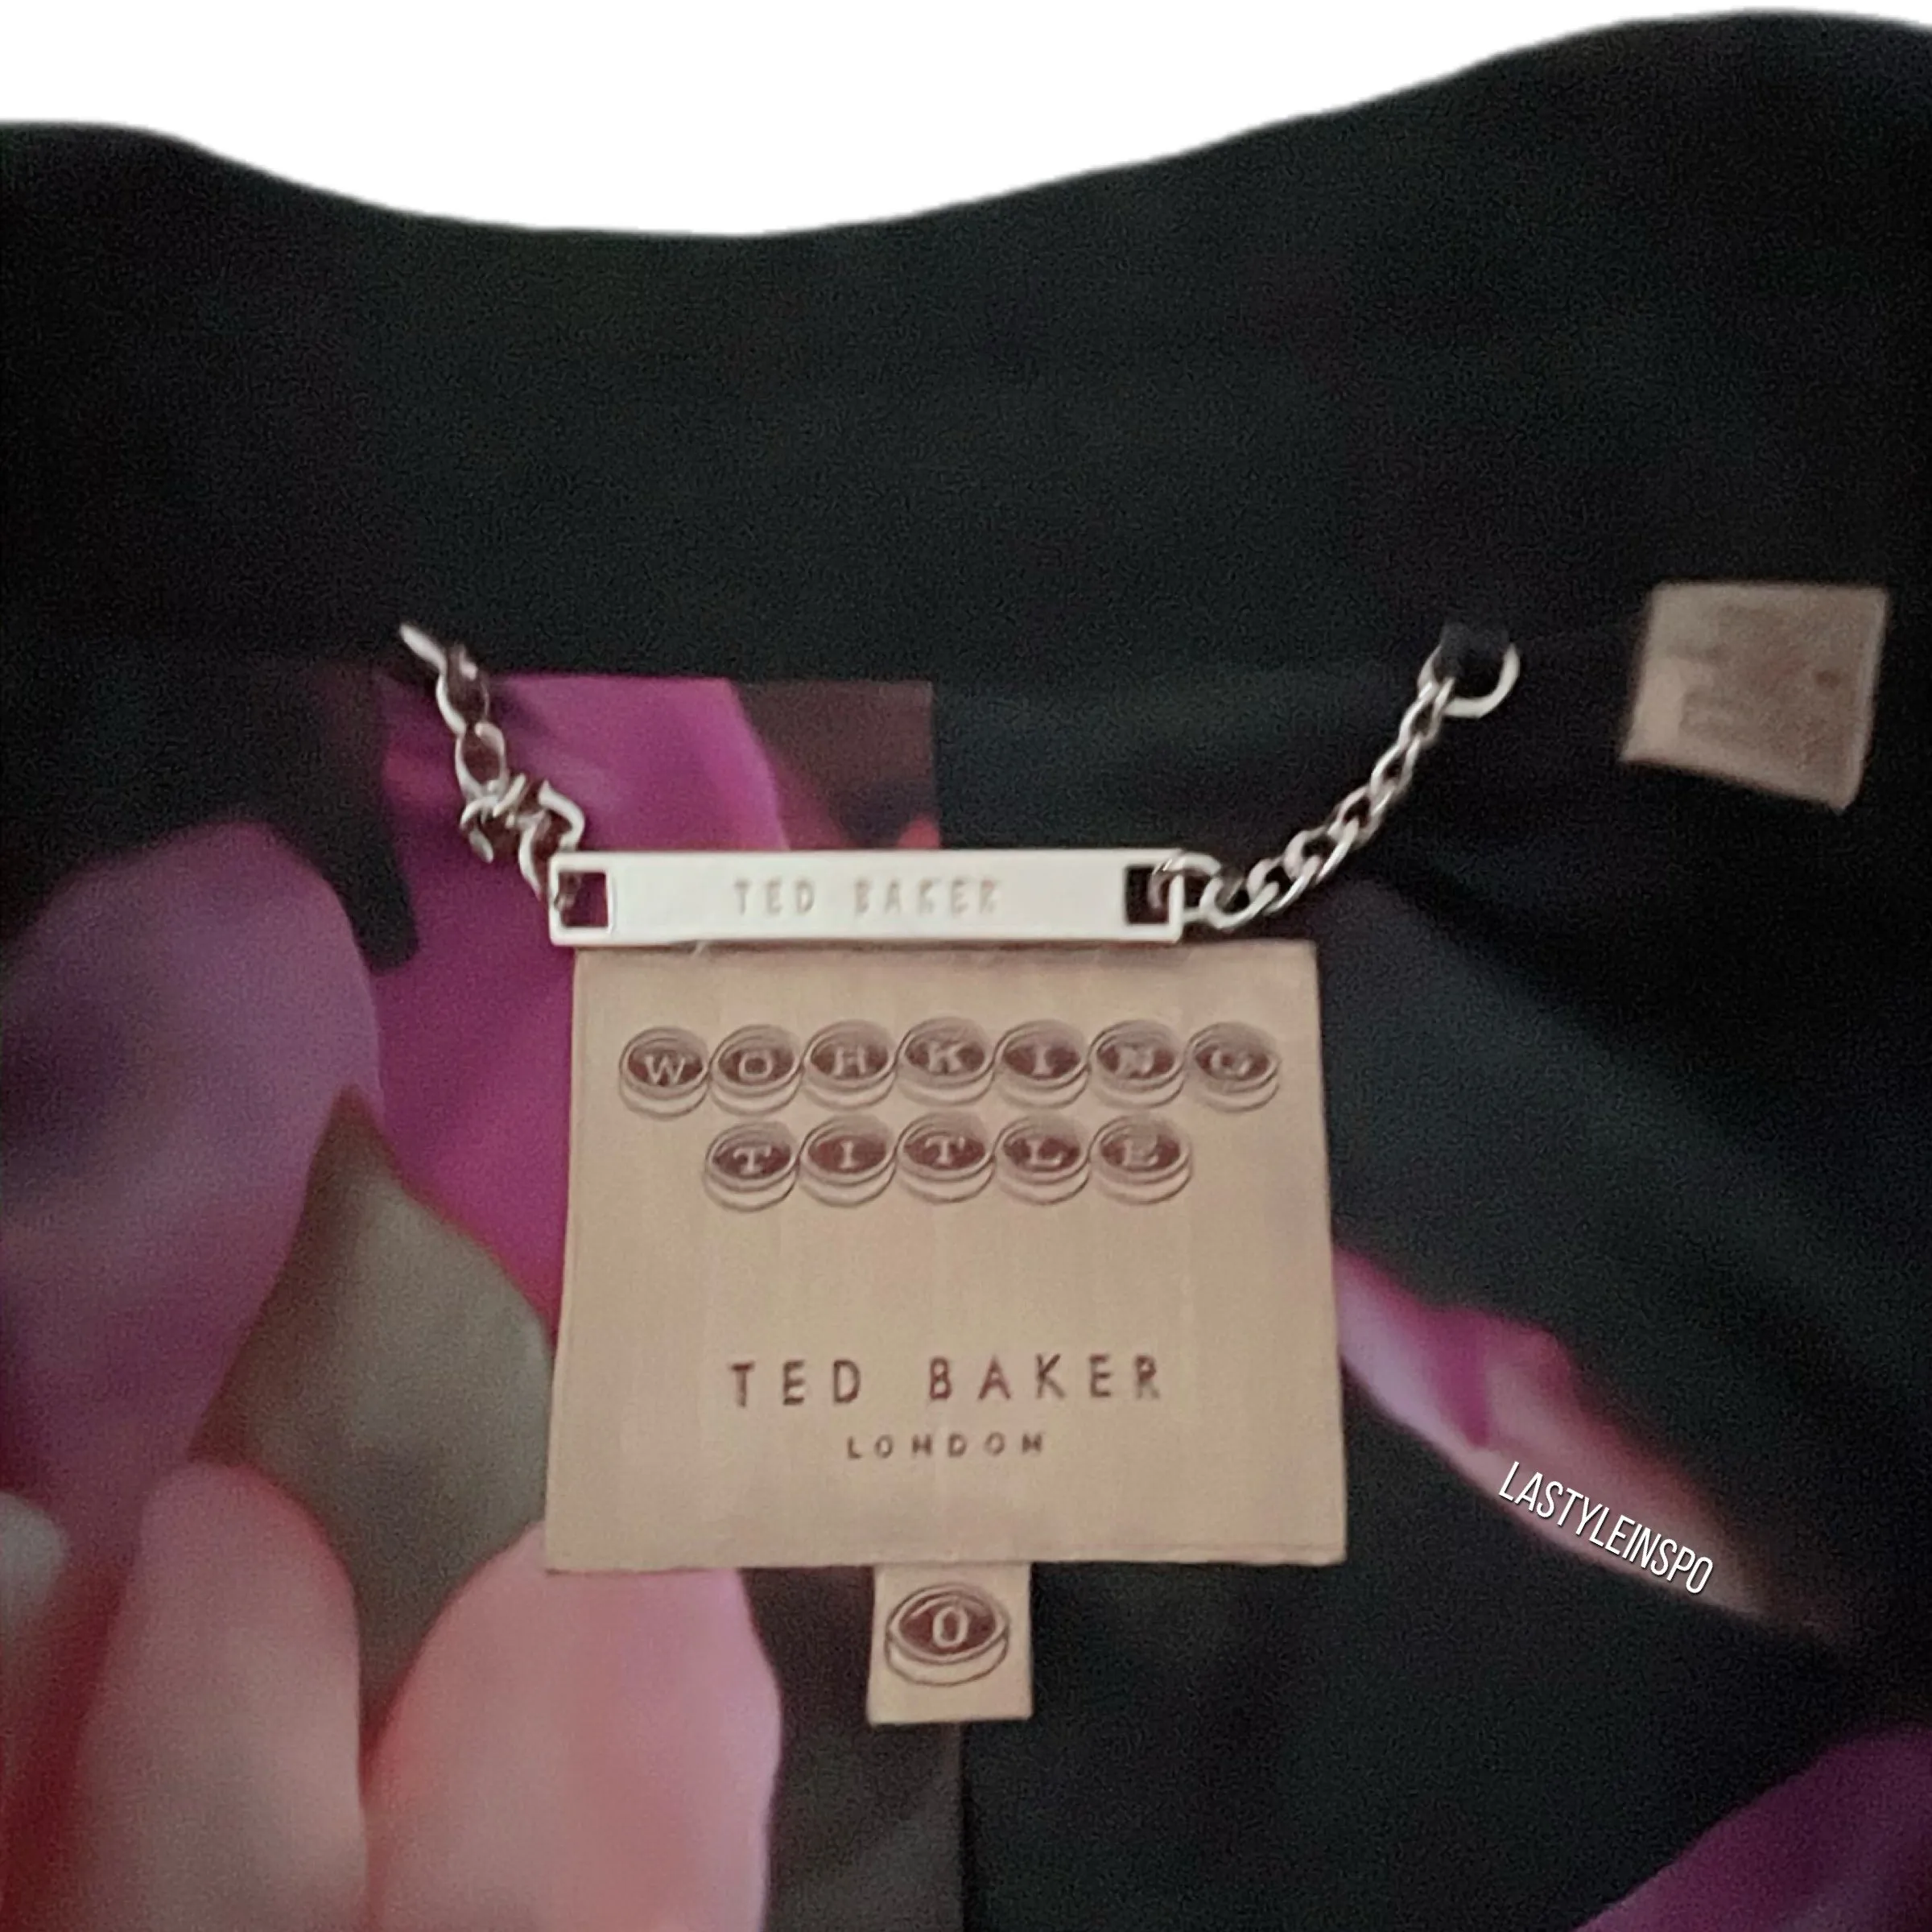 TED BAKER
WORKING
TITLE
TED BAKER
LONDON
0
LASTYLEINSPO